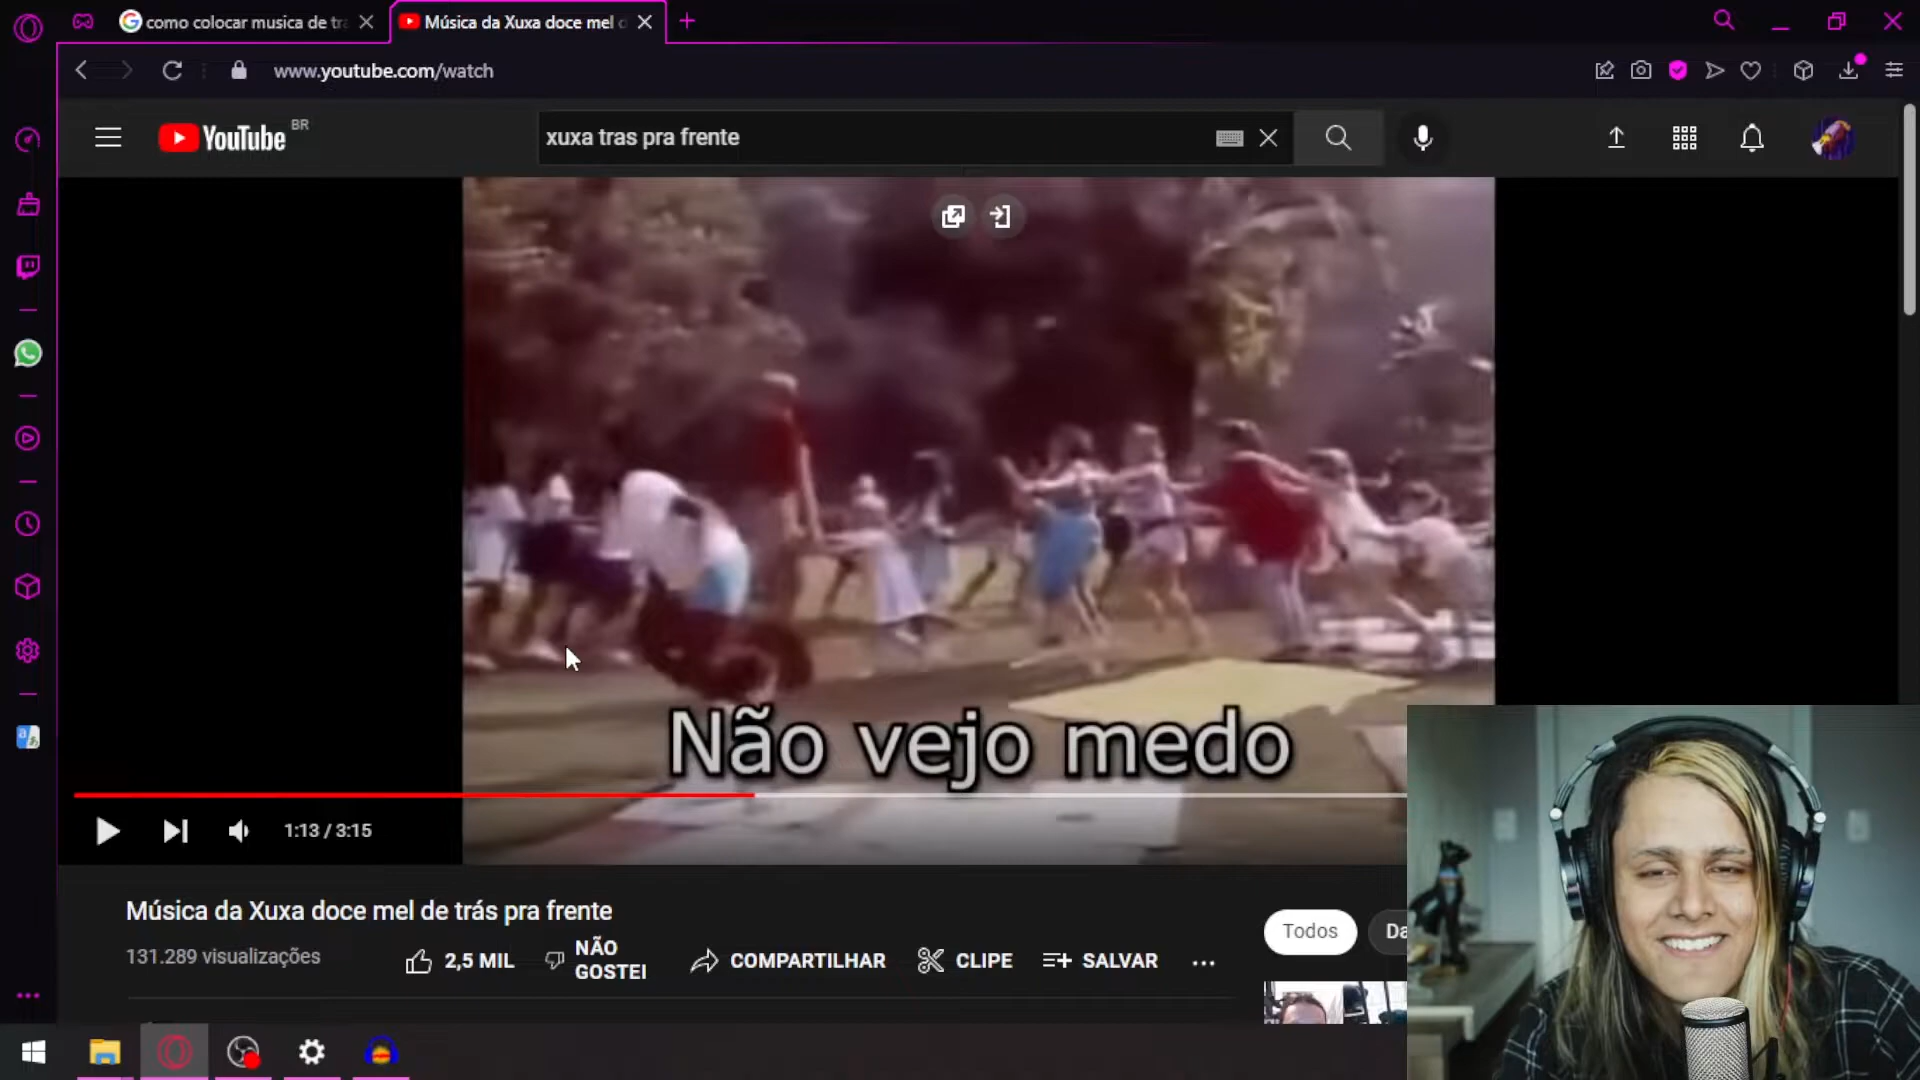 como colocar musica de tr
Música da Xuxa doce mel d
www.youtube.com/watch
YouTube BR
xuxa tras pra frente
Não vejo medo
1:13 / 3:15
Música da Xuxa doce mel de trás pra frente
131.289 visualizações
2,5 MIL
NÃO
GOSTEI
COMPARTILHAR
CLIPE
SALVAR
Todos
Da